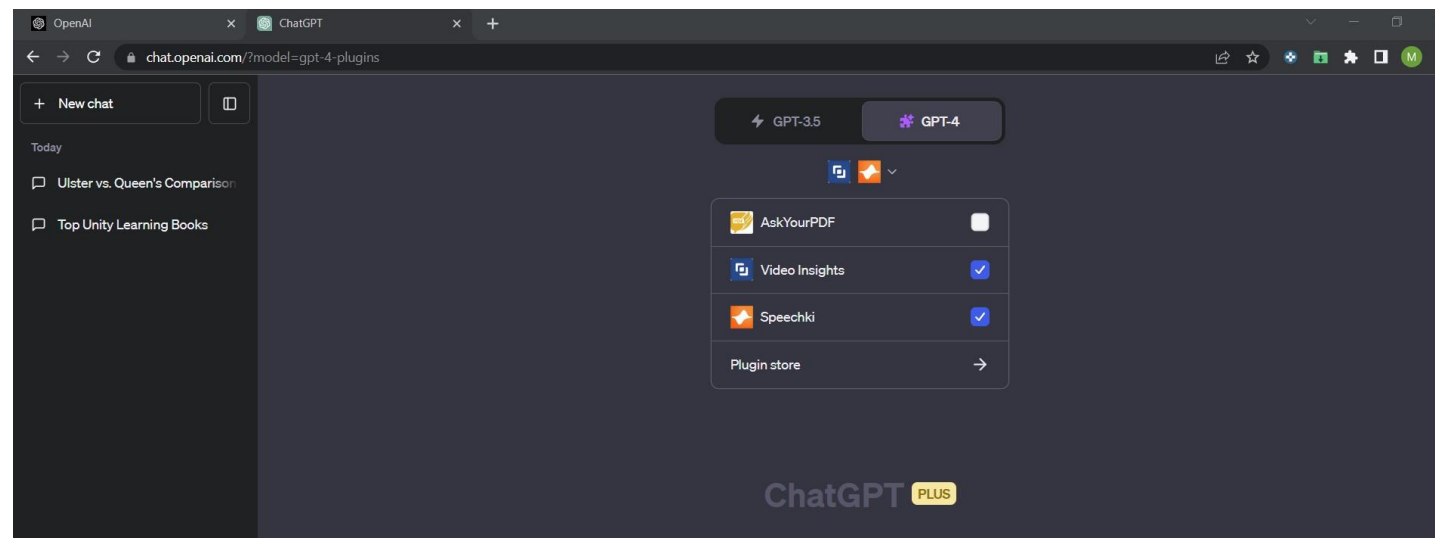 OpenAI
ChatGPT
chat.openai.com/?model=gpt-4-plugins
M
New chat
Today
Ulster vs. Queen's Comparison
Top Unity Learning Books
GPT-3.5
GPT-4
AskYourPDF
Video Insights
Speechki
Plugin store
ChatGPT PLUS